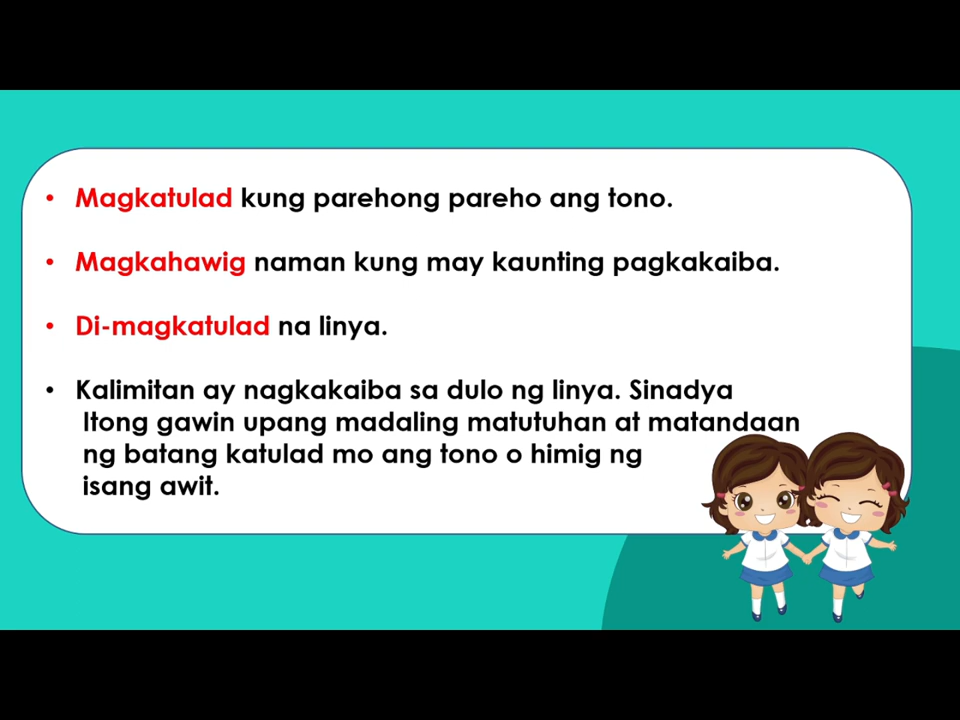 • Magkatulad kung parehong pareho ang tono.
• Magkahawig naman kung may kaunting pagkakaiba.
• Di-magkatulad na linya.
• Kalimitan ay nagkakaiba sa dulo ng linya. Sinadya
Itong gawin upang madaling matutuhan at matandaan
ng batang katulad mo ang tono o himig ng
isang awit.